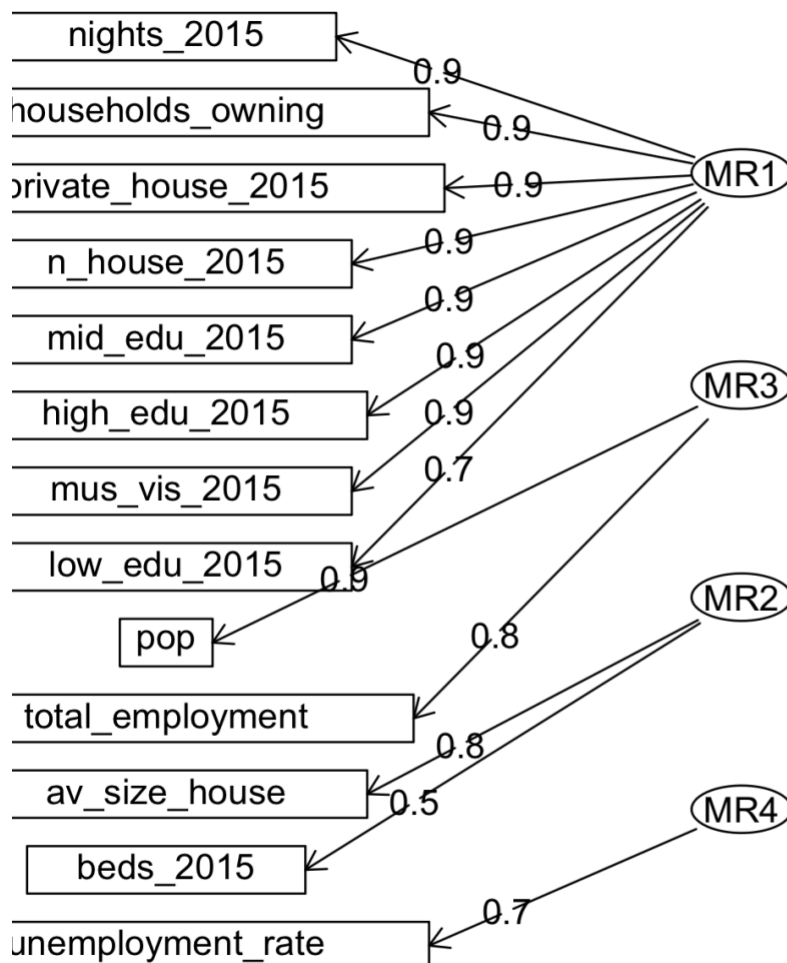 nights_2015
0.9
households_owning
0.9
MR1
private_house_2015
0.9
n_house_2015
0.9
mid_edu_2015
0.9
high_edu_2015
0.9
MR3
mus_vis_2015
0.9
low_edu_2015
0.7
pop
0.9
MR2
total_employment
0.8
av_size_house
0.8
MR4
beds_2015
0.5
unemployment_rate
0.7